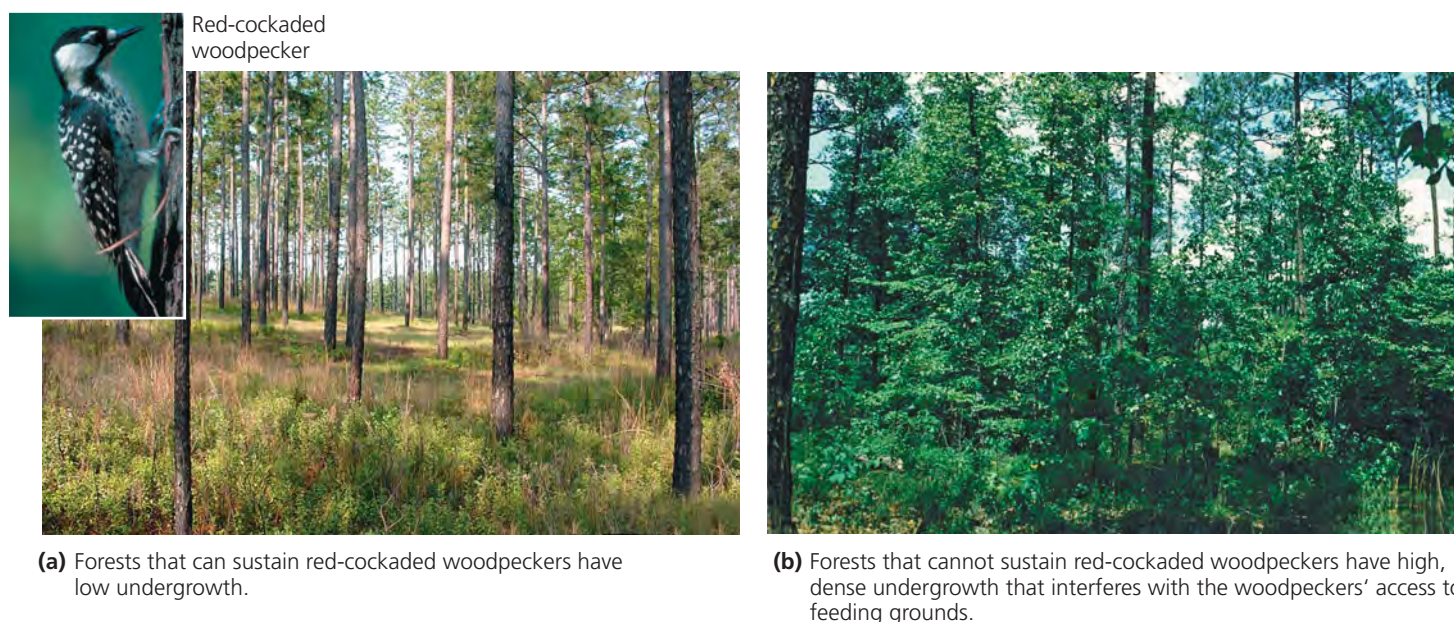 Red-cockaded
woodpecker
(a) Forests that can sustain red-cockaded woodpeckers have
low undergrowth.
(b) Forests that cannot sustain red-cockaded woodpeckers have high,
dense undergrowth that interferes with the woodpeckers‘ access to
feeding grounds.